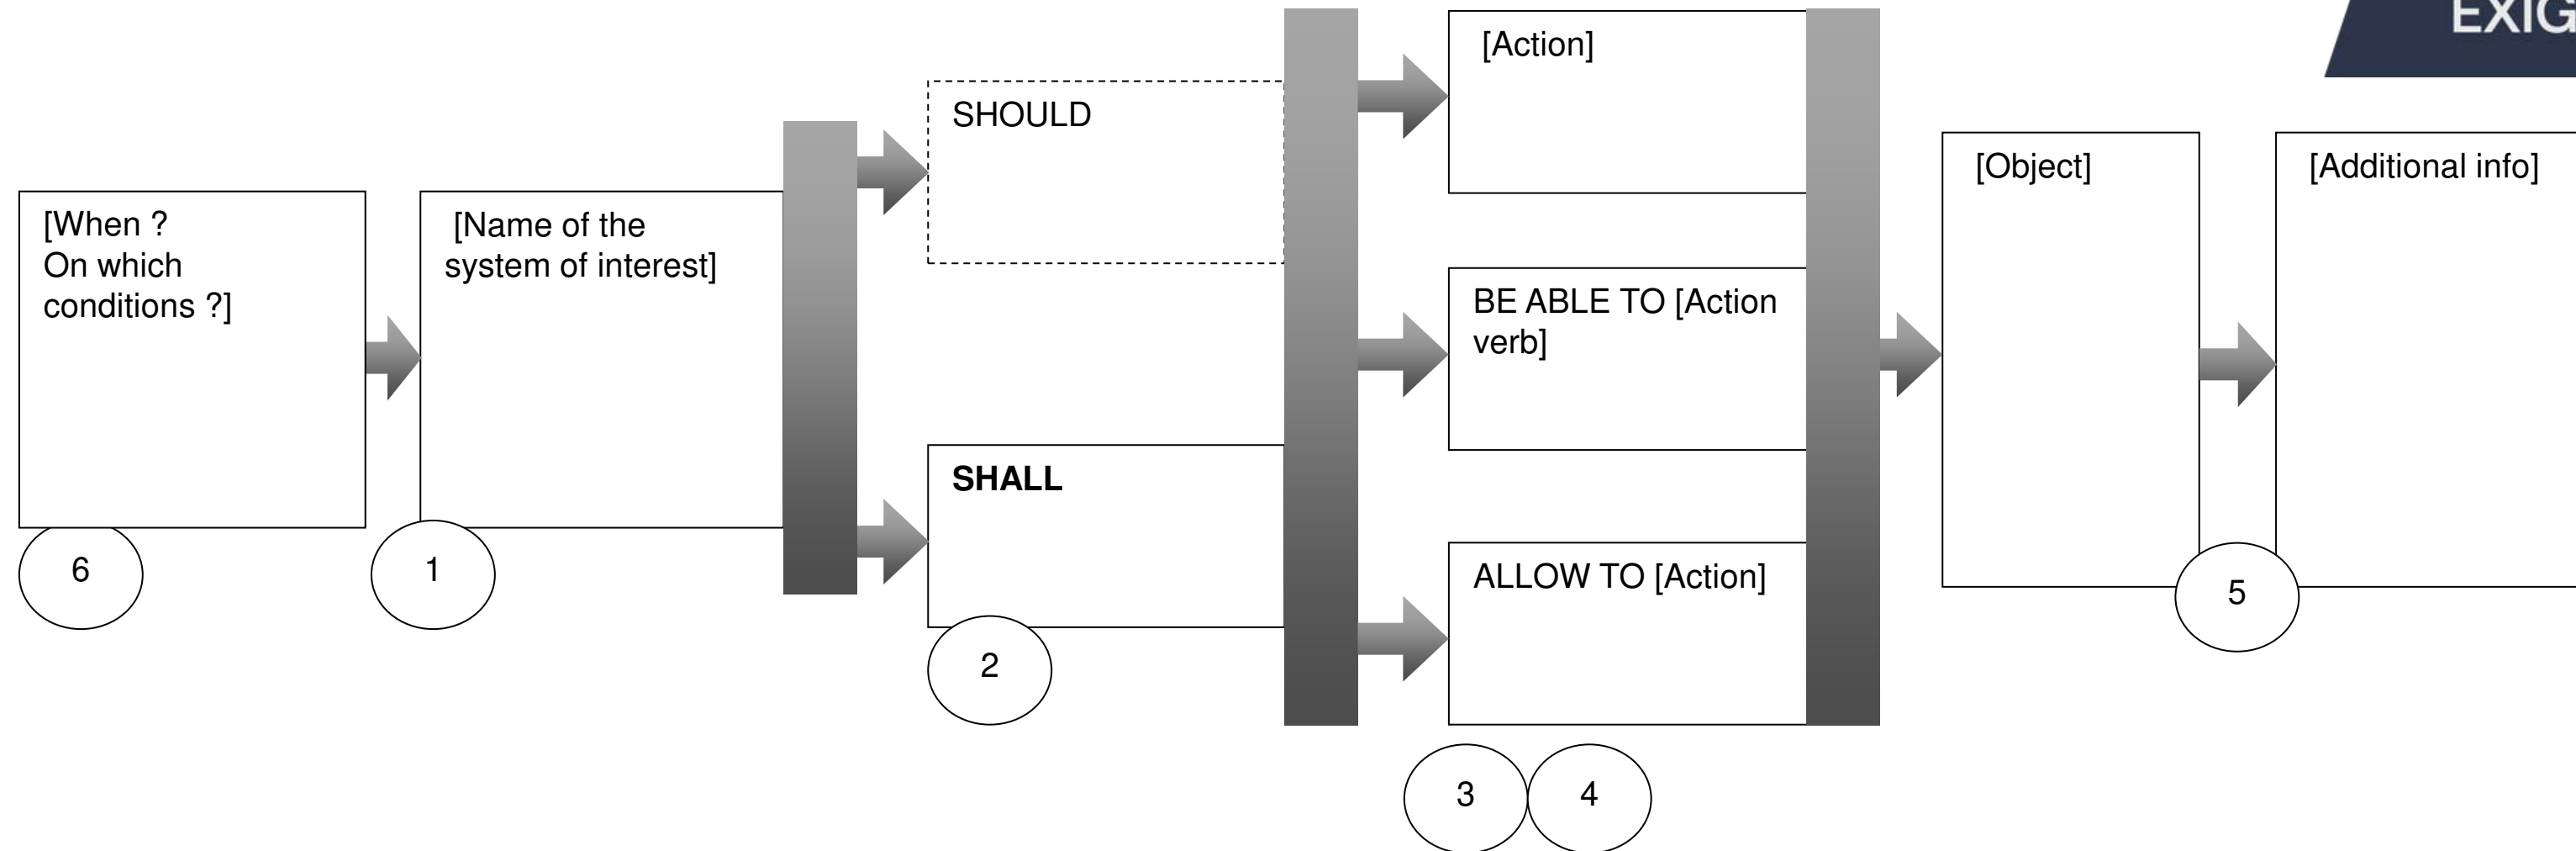 EXIG
[When ?
On which
conditions ?]
[Name of the
system of interest]
SHOULD
SHALL
[Action]
BE ABLE TO [Action
verb]
ALLOW TO [Action]
[Object]
[Additional info]
6
1
2
3
4
5